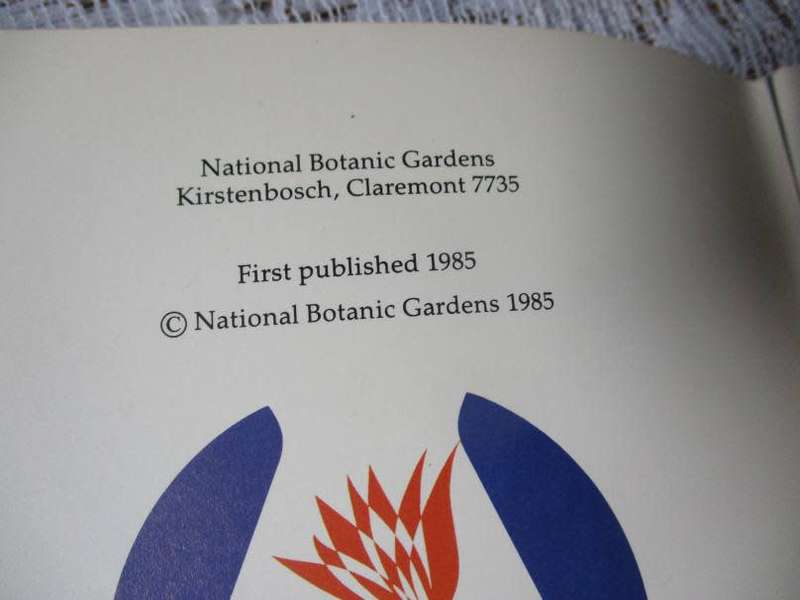 National Botanic Gardens
Kirstenbosch, Claremont 7735
First published 1985
© National Botanic Gardens 1985